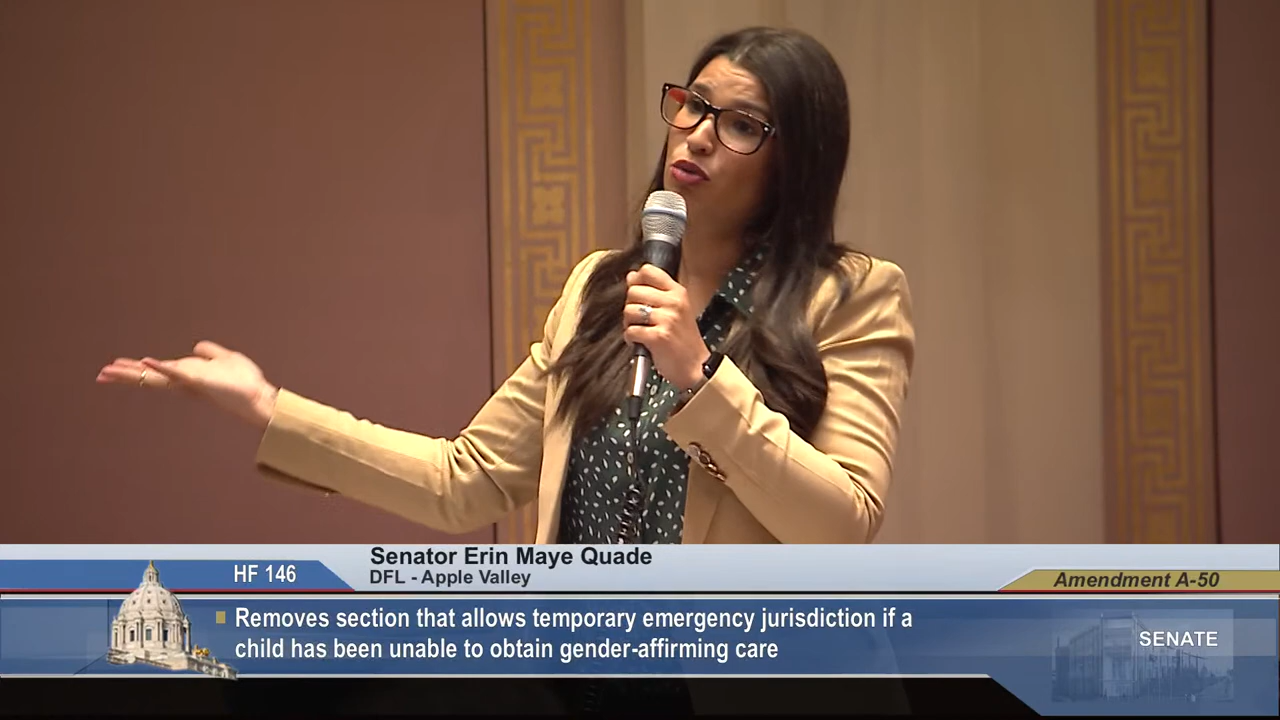 Senator Erin Maye Quade
HF 146
DFL - Apple Valley
Amendment A-50
Removes section that allows temporary emergency jurisdiction if a
child has been unable to obtain gender-affirming care
SENATE